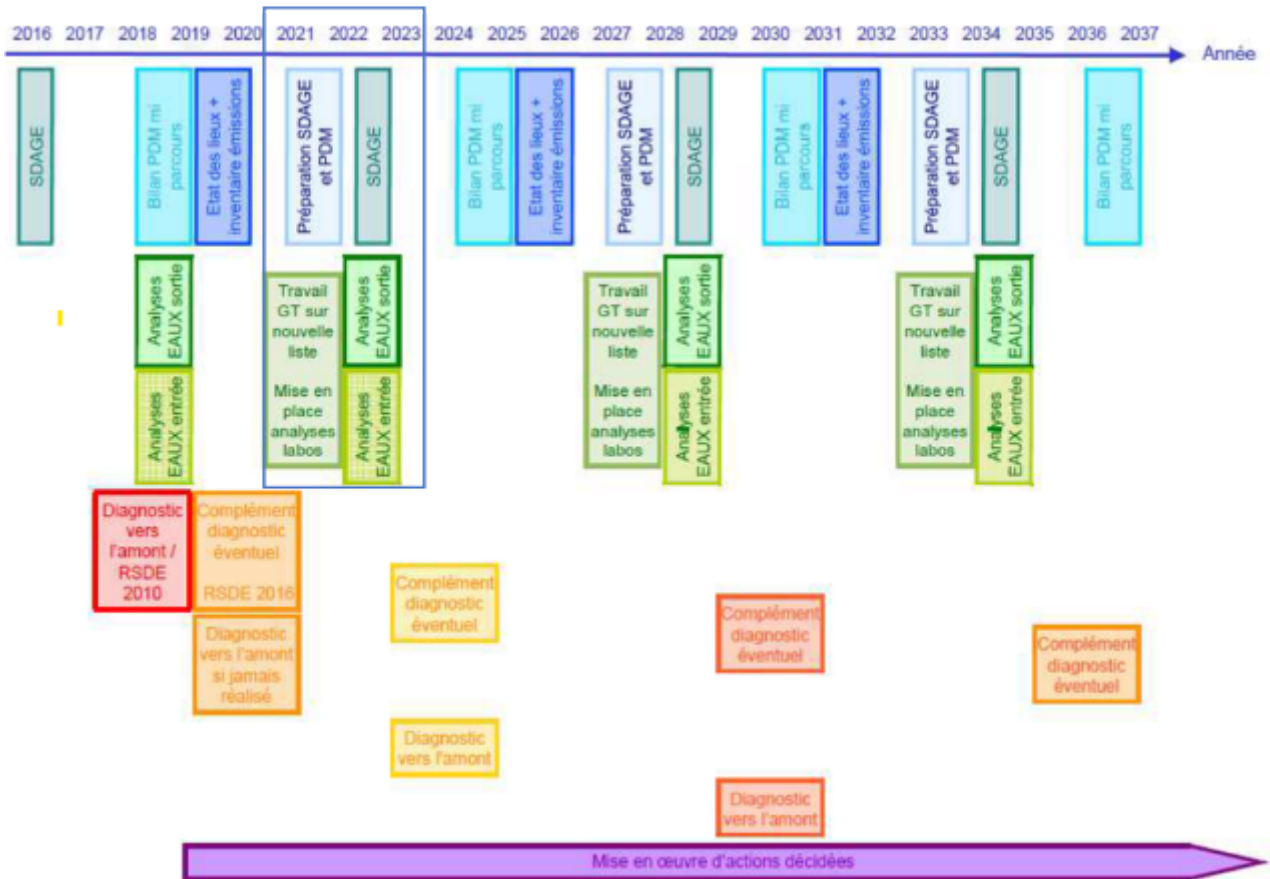 2016 2017 2018 2019 2020 2021 2022 2023 2024 2025 2026 2027 2028 2029 2030 2031 2032 2033 2034 2035 2036 2037
Année
SDAGE
Bilan PDM mi
parcours
Etat des lieux +
inventaire émissions
Préparation SDAGE
et PDM
SDAGE
Bilan PDM mi
parcours
Etat des lieux +
inventaire émissions
Préparation SDAGE
et PDM
SDAGE
Bilan PDM mi
parcours
Etat des lieux +
inventaire émissions
Préparation SDAGE
et PDM
SDAGE
Bilan PDM mi
parcours
Analyses
EAUX sortie
Analyses
EAUX entrée
Travail
GT sur
nouvelle
liste
Mise en
place
analyses
labos
Analyses
EAUX sortie
Analyses
EAUX entrée
Travail
GT sur
nouvelle
liste
Mise en
place
analyses
labos
Analyses
EAUX sortie
Analyses
EAUX entrée
Travail
GT sur
nouvelle
liste
Mise en
place
analyses
labos
Analyses
EAUX sortie
Analyses
EAUX entrée
Diagnostic
vers
l'amont /
RSDE
2010
Complément
diagnostic
éventuel
RSDE 2016
Diagnostic
vers l'amont
si jamais
réalisé
Complément
diagnostic
éventuel
Diagnostic
vers l'amont
Complément
diagnostic
éventuel
Diagnostic
vers l'amont
Complément
diagnostic
éventuel
Mise en œuvre d'actions décidées